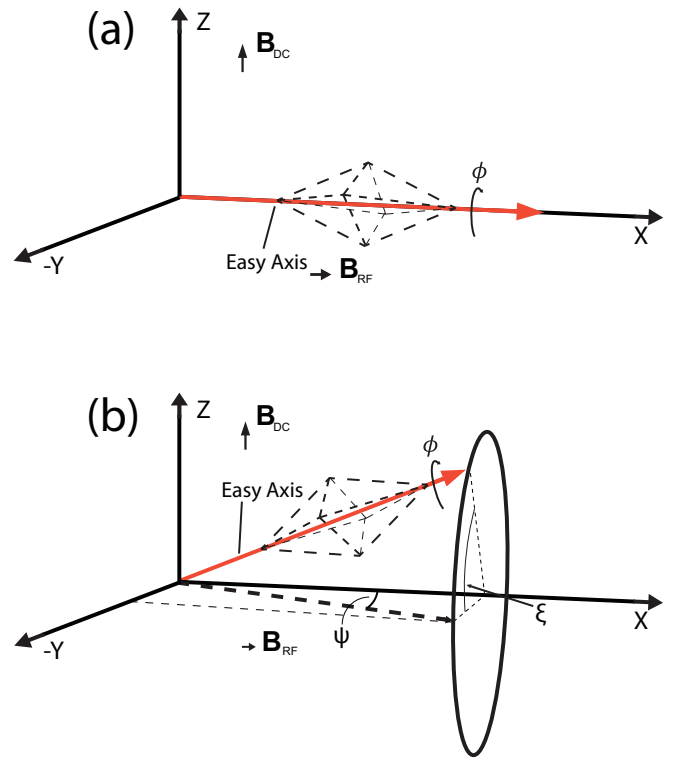 (a)
Z
B_DC
ϕ
Easy Axis
B_RF
X
-Y
(b)
Z
B_DC
ϕ
Easy Axis
ξ
X
ψ
-Y
B_RF